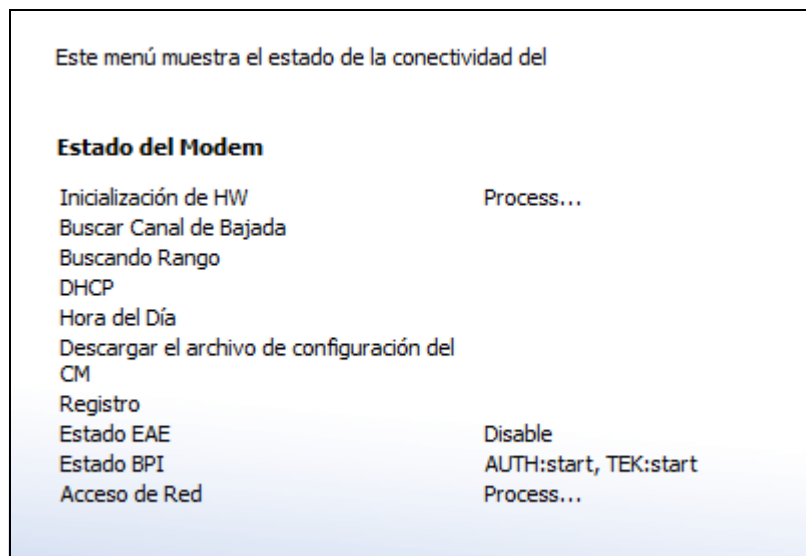 Este menú muestra el estado de la conectividad del
Estado del Modem
Inicialización de HW Process...
Buscar Canal de Bajada
Buscando Rango
DHCP
Hora del Día
Descargar el archivo de configuración del
CM
Registro
Estado EAE Disable
Estado BPI AUTH:start, TEK:start
Acceso de Red Process...